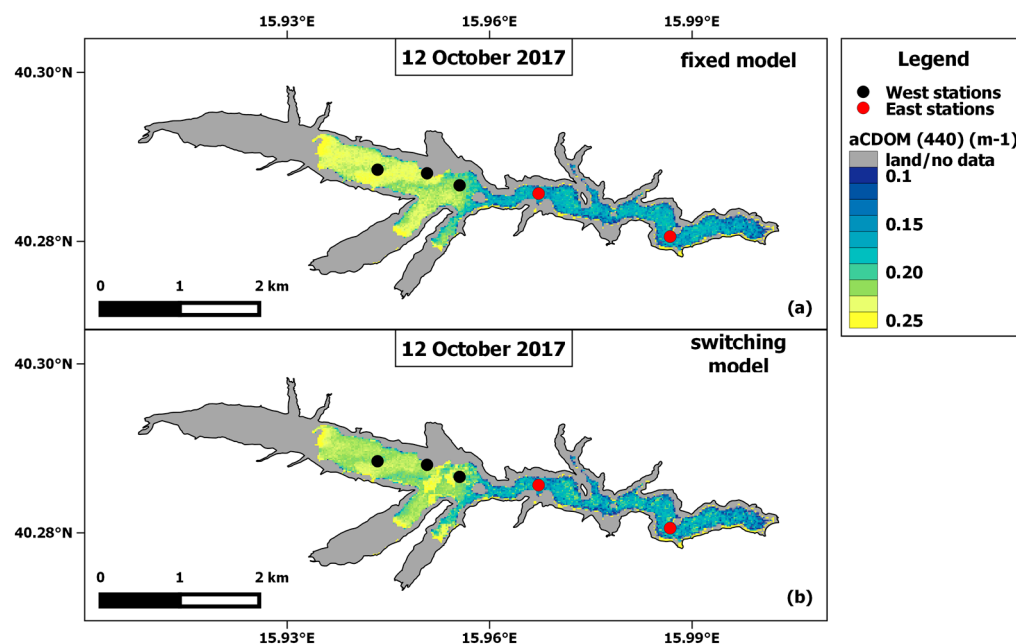 15.93°E 15.96°E 15.99°E
12 October 2017
fixed model
40.30°N
40.28°N
0 1 2 km
(a)
12 October 2017
switching
model
40.30°N
40.28°N
0 1 2 km
(b)
15.93°E 15.96°E 15.99°E
Legend
West stations
East stations
aCDOM (440) (m-1)
land/no data
0.1
0.15
0.20
0.25